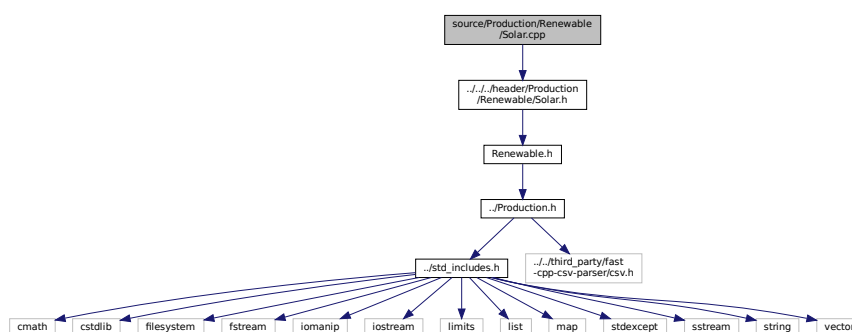 source/Production/Renewable
/Solar.cpp
../../../header/Production
/Renewable/Solar.h
Renewable.h
../Production.h
../std_includes.h
../../third_party/fast
-cpp-csv-parser/csv.h
cmath
cstdlib
filesystem
fstream
iomanip
iostream
limits
list
map
stdexcept
sstream
string